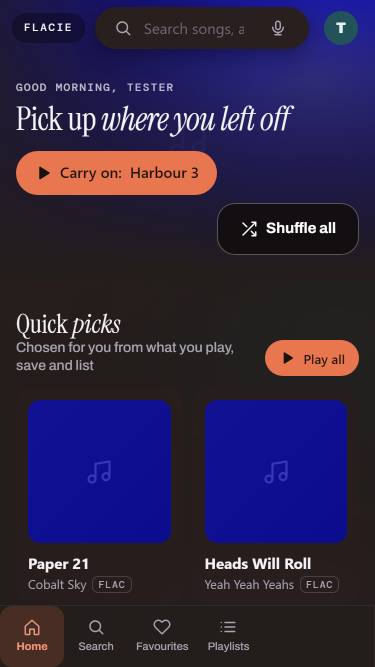 FLACIE
Search songs, a
T
GOOD MORNING, TESTER
Pick up where you left off
Carry on: Harbour 3
Shuffle all
Quick picks
Chosen for you from what you play,
save and list
Play all
Paper 21
Cobalt Sky FLAC
Heads Will Roll
Yeah Yeah Yeahs FLAC
Home
Search
Favourites
Playlists